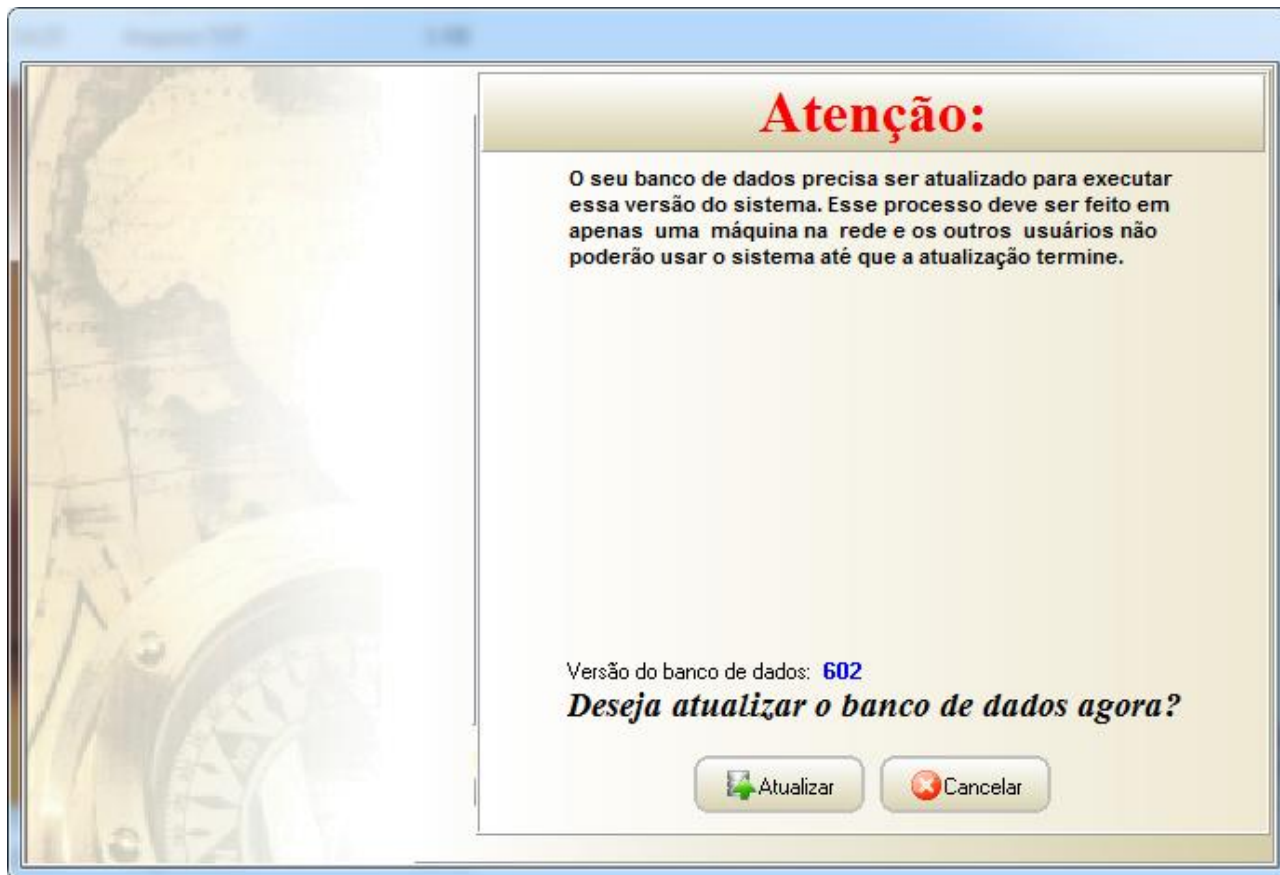 Atenção:
O seu banco de dados precisa ser atualizado para executar
essa versão do sistema. Esse processo deve ser feito em
apenas uma máquina na rede e os outros usuários não
poderão usar o sistema até que a atualização termine.
Versão do banco de dados: 602
Deseja atualizar o banco de dados agora?
Atualizar
Cancelar